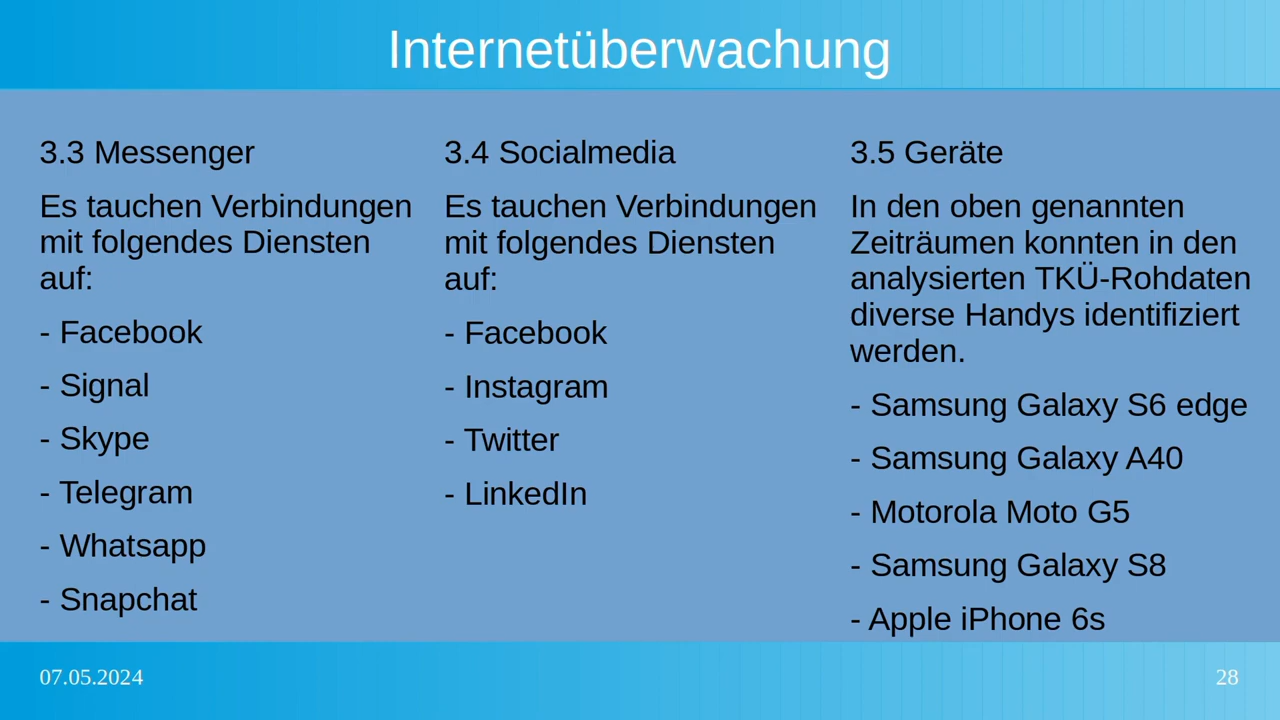 Internetüberwachung
3.3 Messenger
Es tauchen Verbindungen
mit folgendes Diensten
auf:
- Facebook
- Signal
- Skype
- Telegram
- Whatsapp
- Snapchat
3.4 Socialmedia
Es tauchen Verbindungen
mit folgendes Diensten
auf:
- Facebook
- Instagram
- Twitter
- LinkedIn
3.5 Geräte
In den oben genannten
Zeiträumen konnten in den
analysierten TKÜ-Rohdaten
diverse Handys identifiziert
werden.
- Samsung Galaxy S6 edge
- Samsung Galaxy A40
- Motorola Moto G5
- Samsung Galaxy S8
- Apple iPhone 6s
07.05.2024
28